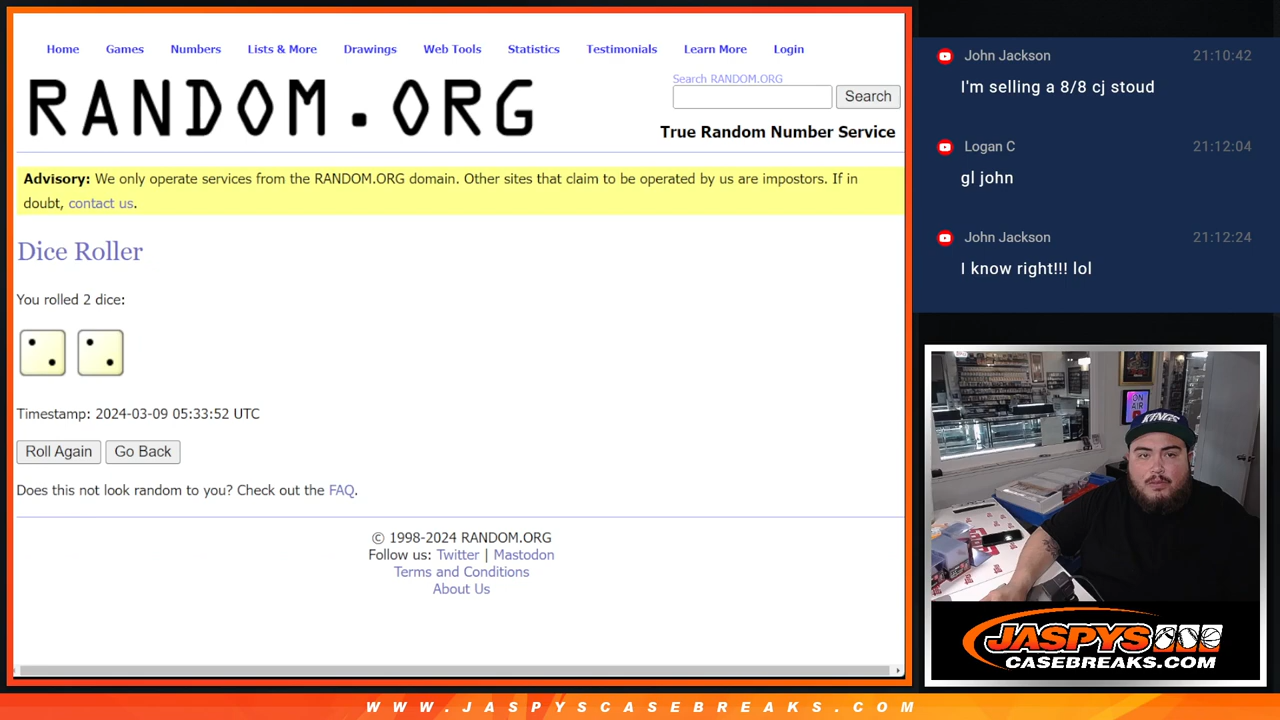 Home Games Numbers Lists & More Drawings Web Tools Statistics Testimonials Learn More Login
RANDOM.ORG
Search RANDOM.ORG
Search
True Random Number Service
Advisory: We only operate services from the RANDOM.ORG domain. Other sites that claim to be operated by us are impostors. If in
doubt, contact us.
Dice Roller
You rolled 2 dice:
Timestamp: 2024-03-09 05:33:52 UTC
Roll Again Go Back
Does this not look random to you? Check out the FAQ.
© 1998-2024 RANDOM.ORG
Follow us: Twitter | Mastodon
Terms and Conditions
About Us
John Jackson 21:10:42
I'm selling a 8/8 cj stoud
Logan C 21:12:04
gl john
John Jackson 21:12:24
I know right!!! lol
ON AIR
KINGS
JASPYS
CASEBREAKS.COM
WWW.JASPYSCASEBREAKS.COM